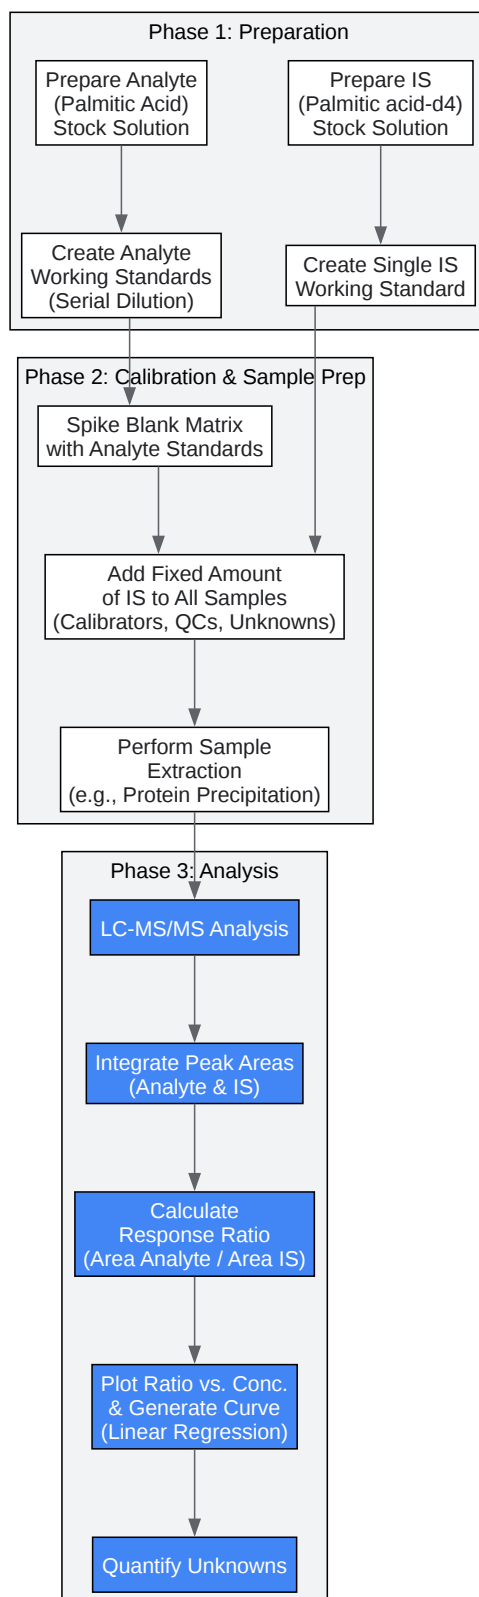 Phase 1: Preparation
Prepare Analyte
(Palmitic Acid)
Stock Solution
Prepare IS
(Palmitic acid-d4)
Stock Solution
Create Analyte
Working Standards
(Serial Dilution)
Create Single IS
Working Standard
Phase 2: Calibration & Sample Prep
Spike Blank Matrix
with Analyte Standards
Add Fixed Amount
of IS to All Samples
(Calibrators, QCs, Unknowns)
Perform Sample
Extraction
(e.g., Protein Precipitation)
Phase 3: Analysis
LC-MS/MS Analysis
Integrate Peak Areas
(Analyte & IS)
Calculate
Response Ratio
(Area Analyte / Area IS)
Plot Ratio vs. Conc.
& Generate Curve
(Linear Regression)
Quantify Unknowns